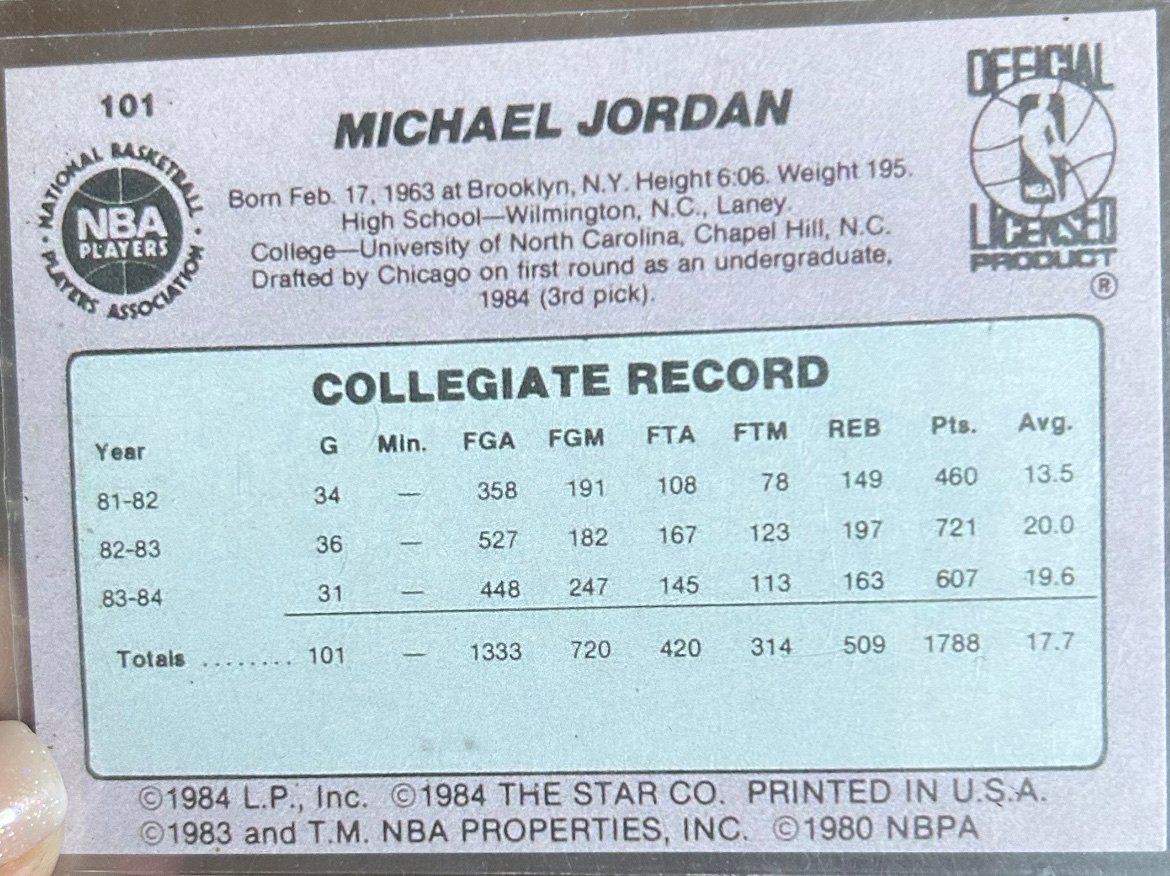 101
MICHAEL JORDAN
OFFICIAL
LICENSED
PRODUCT
®
NATIONAL BASKETBALL
NBA
PLAYERS
PLAYERS ASSOCIATION
Born Feb. 17, 1963 at Brooklyn, N.Y. Height 6:06. Weight 195.
High School—Wilmington, N.C., Laney.
College—University of North Carolina, Chapel Hill, N.C.
Drafted by Chicago on first round as an undergraduate,
1984 (3rd pick).
COLLEGIATE RECORD
Year G Min. FGA FGM FTA FTM REB Pts. Avg.
81-82 34 — 358 191 108 78 149 460 13.5
82-83 36 — 527 182 167 123 197 721 20.0
83-84 31 — 448 247 145 113 163 607 19.6
Totals ........ 101 — 1333 720 420 314 509 1788 17.7
©1984 L.P., Inc. ©1984 THE STAR CO. PRINTED IN U.S.A.
©1983 and T.M. NBA PROPERTIES, INC. ©1980 NBPA